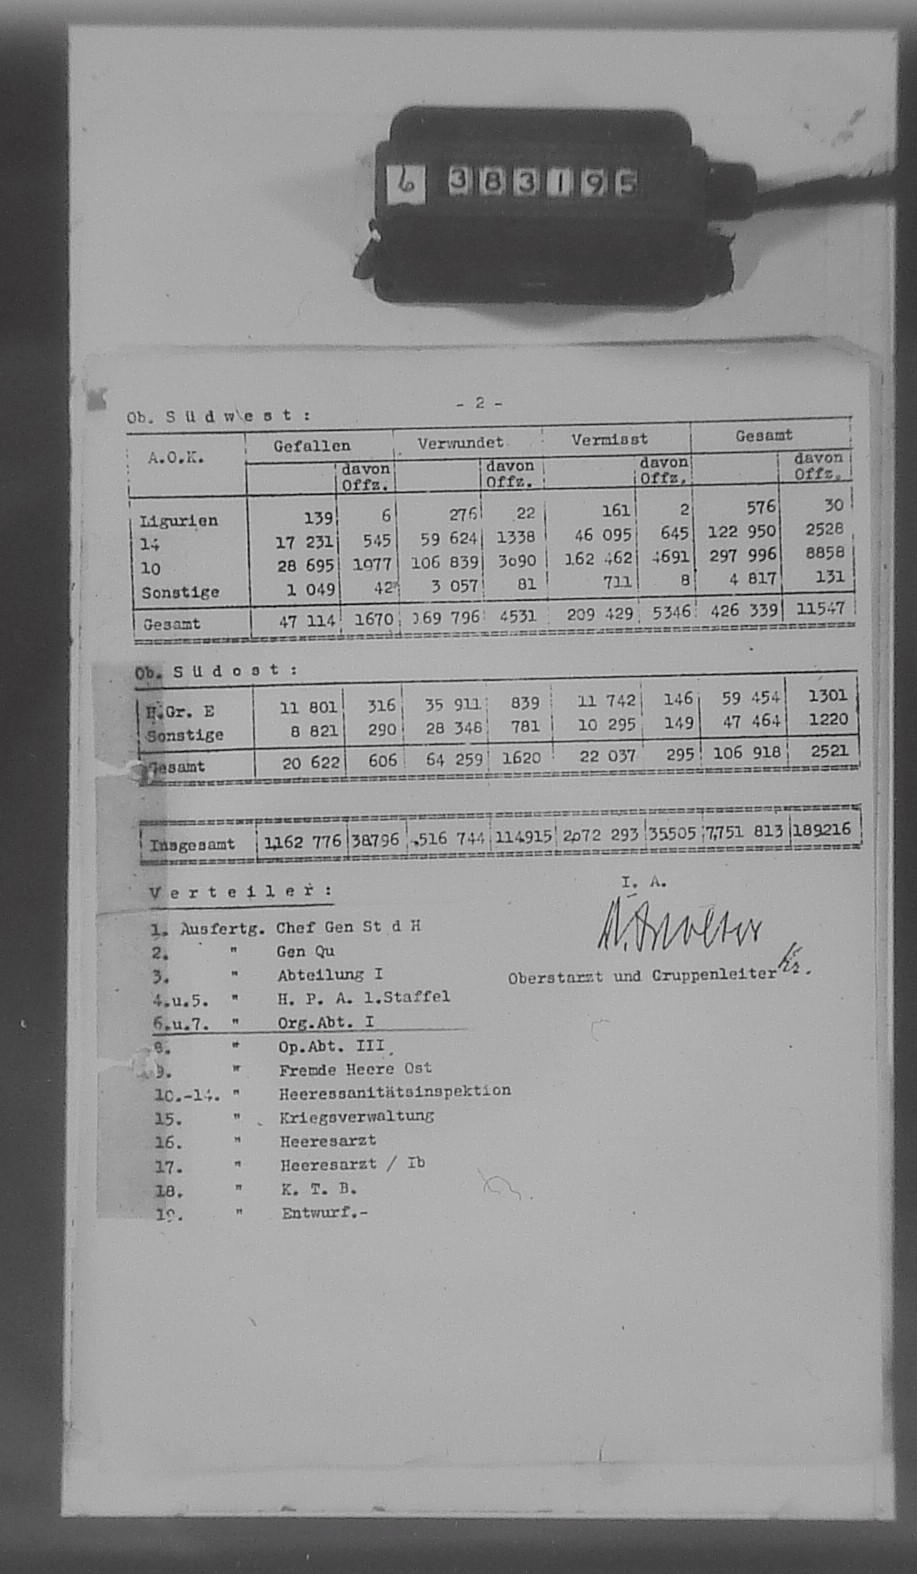 6 383195
- 2 -
Ob. Südwest:
A.O.K. Gefallen Verwundet Vermisst Gesamt
davon Offz. davon Offz. davon Offz. davon Offz.
Ligurien 139 6 276 22 161 2 576 30
14 17 231 545 59 624 1338 46 095 645 122 950 2528
10 28 695 1077 106 839 3090 162 462 4691 297 996 8858
Sonstige 1 049 42 3 057 81 711 8 4 817 131
Gesamt 47 114 1670 169 796 4531 209 429 5346 426 339 11547
Ob. Südost:
H.Gr. E 11 801 316 35 911 839 11 742 146 59 454 1301
Sonstige 8 821 290 28 348 781 10 295 149 47 464 1220
Gesamt 20 622 606 64 259 1620 22 037 295 106 918 2521
Insgesamt 1,162 776 38796 4,516 744 114915 2,072 293 35505 7,751 813 189216
Verteiler:
I. A.
1. Ausfertg. Chef Gen St d H
2. " Gen Qu
3. " Abteilung I
Oberstarzt und Gruppenleiter
4.u.5. " H. P. A. 1.Staffel
6.u.7. " Org.Abt. I
8. " Op.Abt. III
9. " Fremde Heere Ost
10.-14. " Heeressanitätsinspektion
15. " Kriegsverwaltung
16. " Heeresarzt
17. " Heeresarzt / Ib
18. " K. T. B.
19. " Entwurf.-